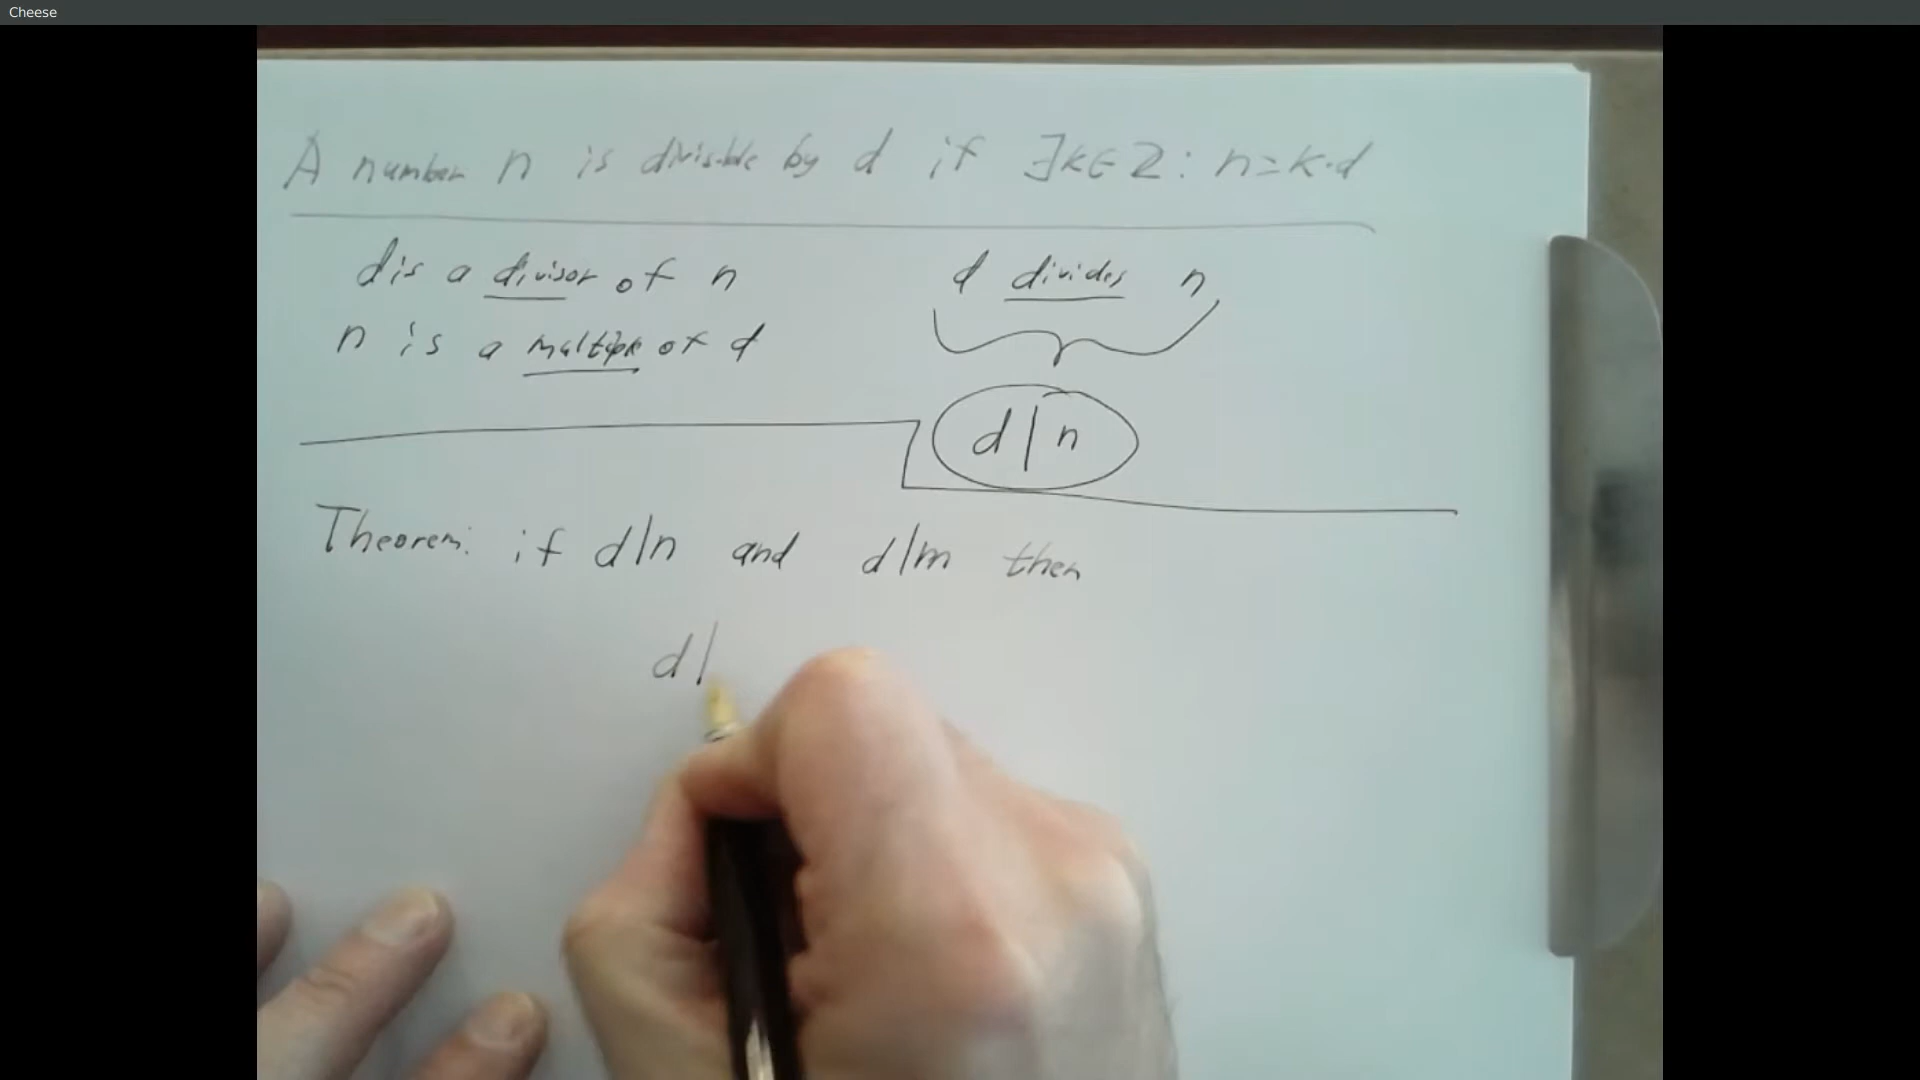 Cheese
A number n is divisible by d if ∃k∈Z: n=k·d
d is a divisor of n
n is a multiple of d
d divides n
d|n
Theorem: if d|n and d|m then
d|